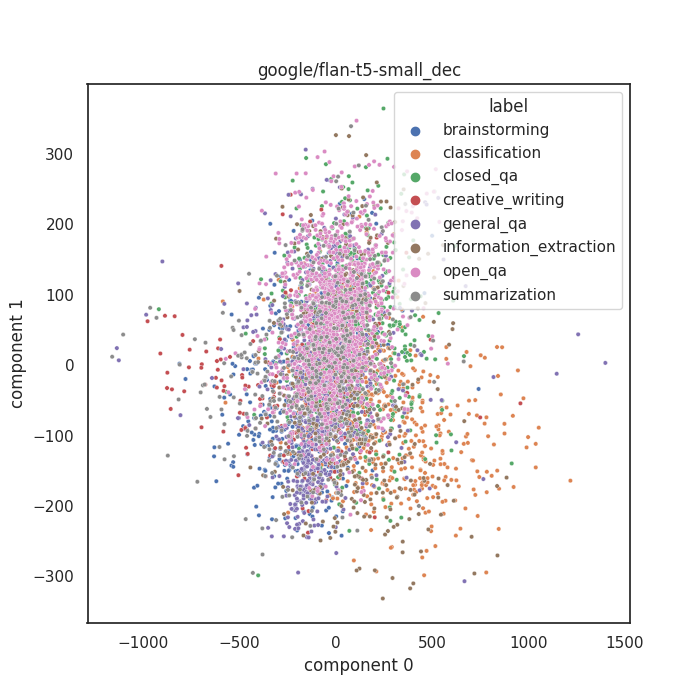 google/flan-t5-small_dec
label
brainstorming
classification
closed_qa
creative_writing
general_qa
information_extraction
open_qa
summarization
300
200
100
0
−100
−200
−300
component 1
−1000 −500 0 500 1000 1500
component 0